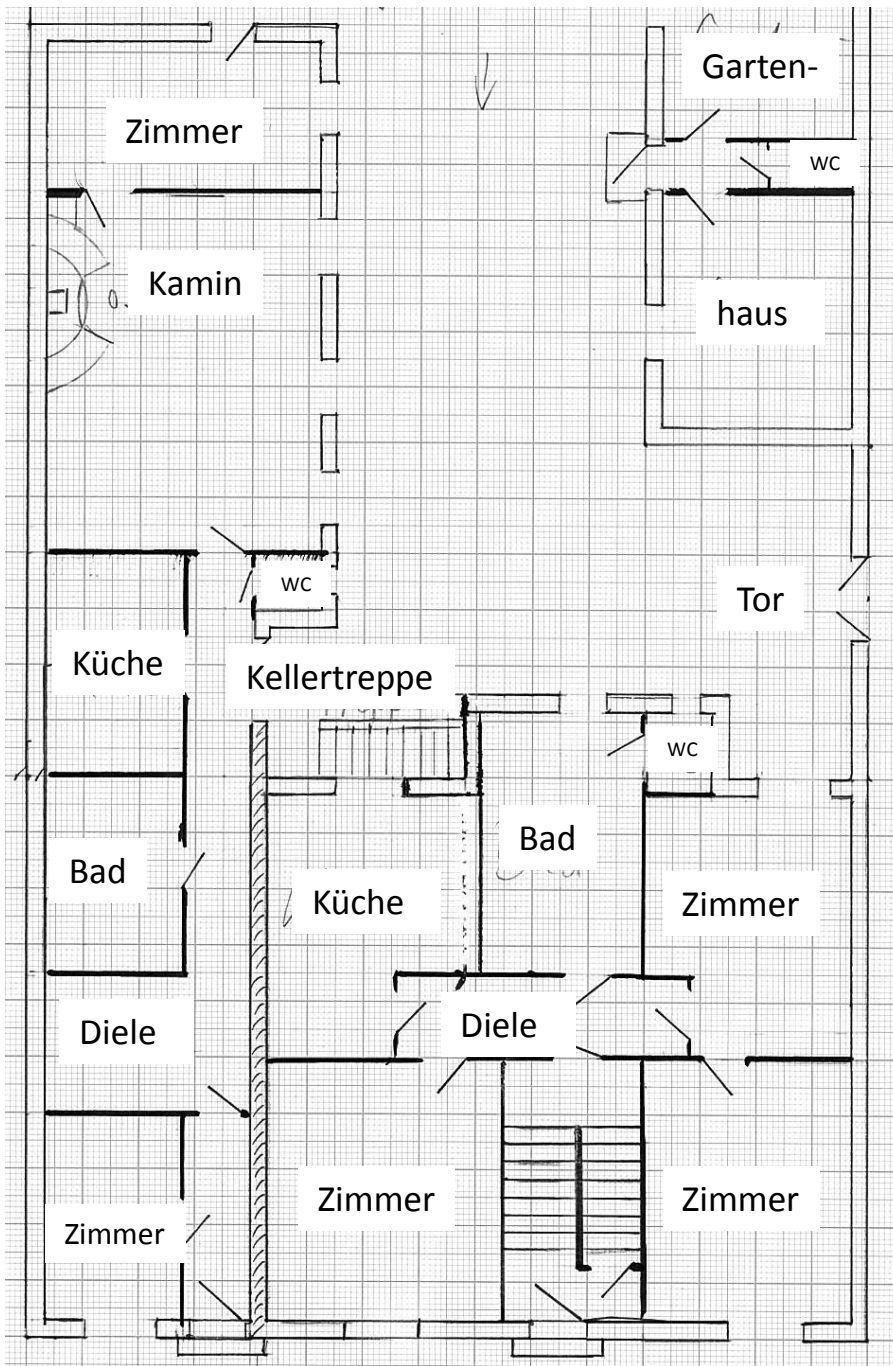 Garten-
Zimmer
wc
Kamin
haus
wc
Tor
Küche
Kellertreppe
wc
Bad
Bad
Küche
Zimmer
Diele
Diele
Zimmer
Zimmer
Zimmer